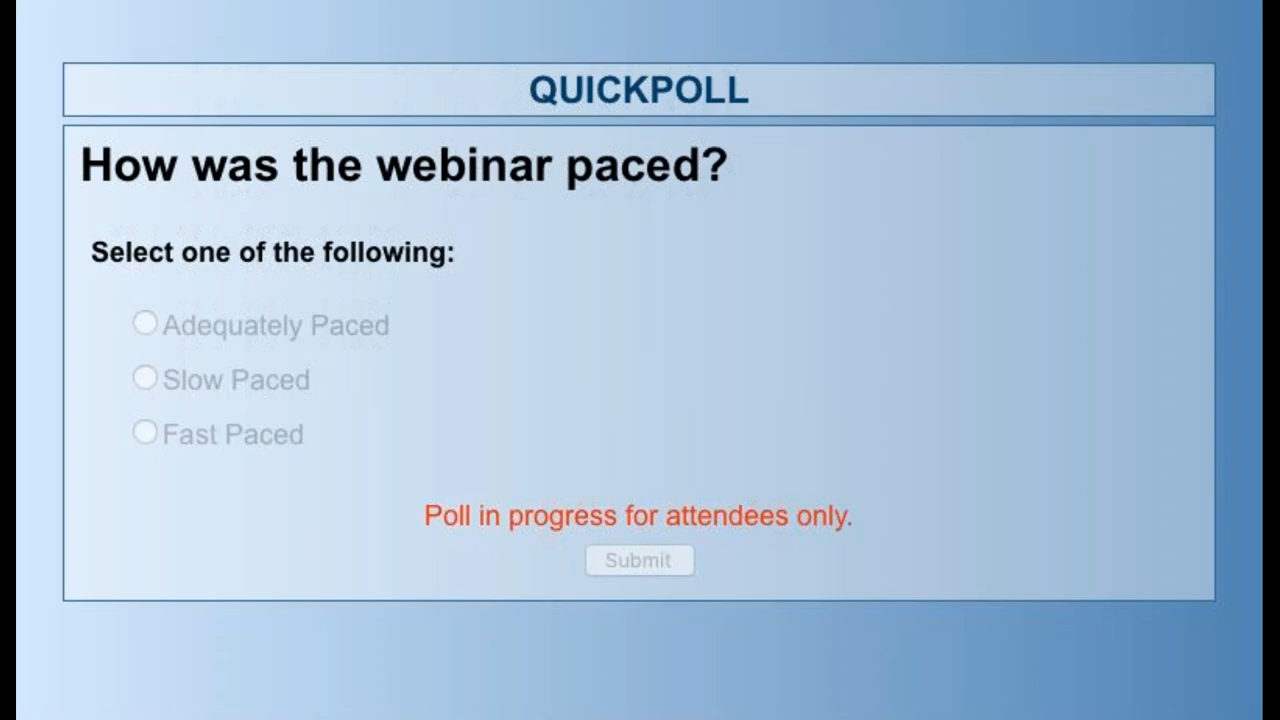 QUICKPOLL
How was the webinar paced?
Select one of the following:
Adequately Paced
Slow Paced
Fast Paced
Poll in progress for attendees only.
Submit